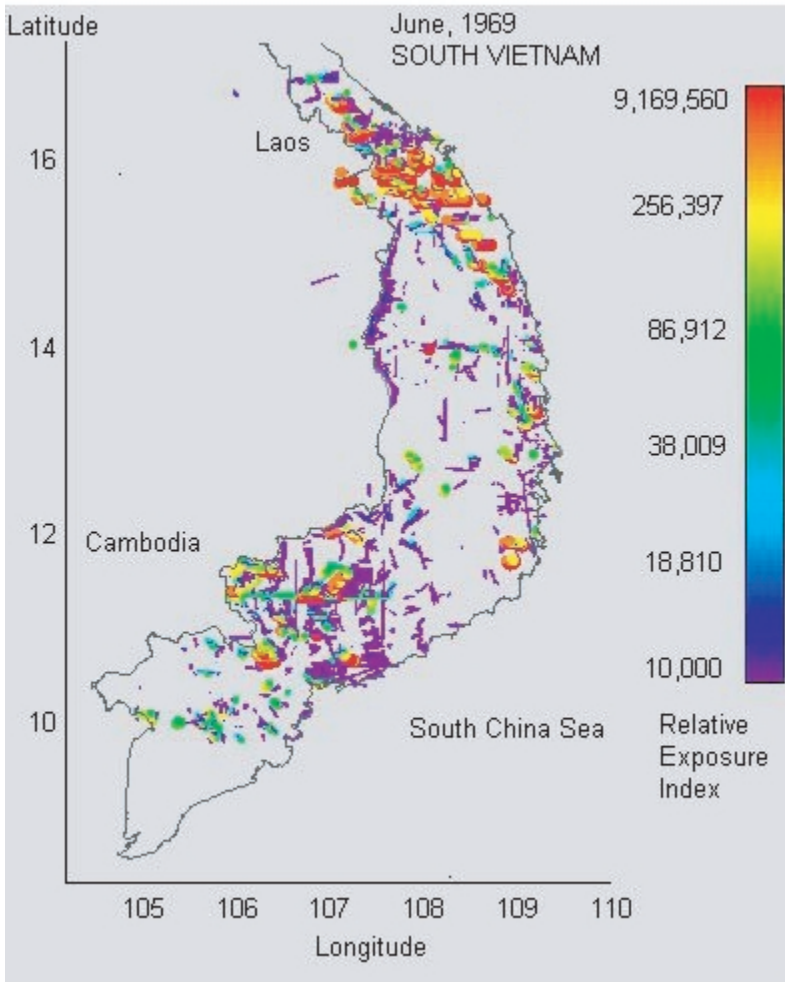 Latitude
June, 1969
SOUTH VIETNAM
9,169,560
Laos
16
256,397
86,912
14
38,009
12
Cambodia
18,810
10,000
10
South China Sea
Relative
Exposure
Index
105 106 107 108 109 110
Longitude